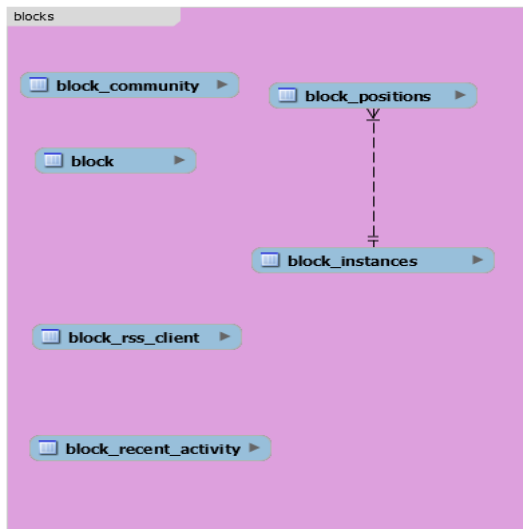 blocks
block_community
block_positions
block
block_instances
block_rss_client
block_recent_activity